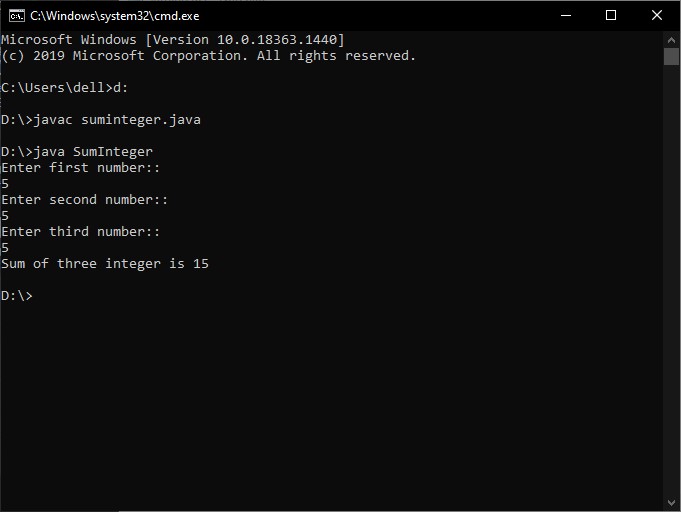 C:\Windows\system32\cmd.exe
Microsoft Windows [Version 10.0.18363.1440]
(c) 2019 Microsoft Corporation. All rights reserved.
C:\Users\dell>d:
D:\>javac suminteger.java
D:\>java SumInteger
Enter first number::
5
Enter second number::
5
Enter third number::
5
Sum of three integer is 15
D:\>